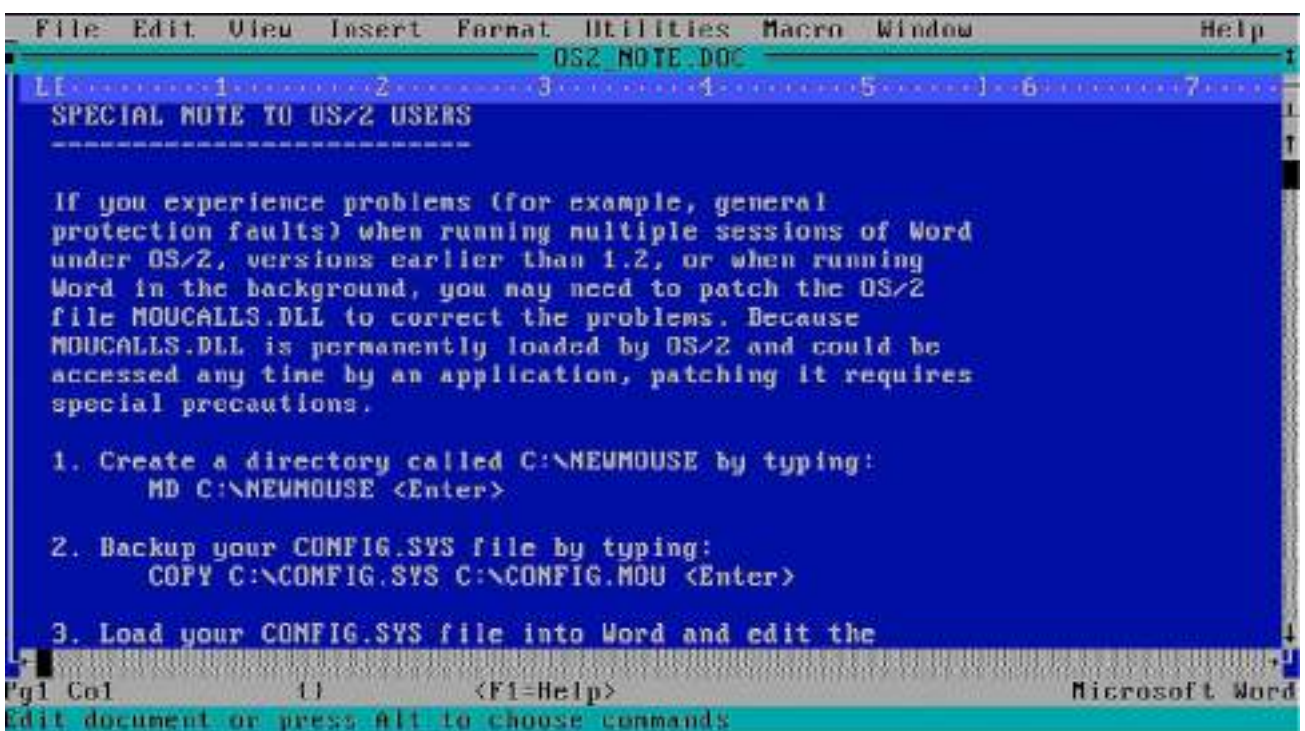 File Edit View Insert Format Utilities Macro Window Help
OS2_NOTE.DOC
L[·········1·········2·········3·········4·········5······]··6·········7·····
SPECIAL NOTE TO OS/2 USERS
--------------------------
If you experience problems (for example, general
protection faults) when running multiple sessions of Word
under OS/2, versions earlier than 1.2, or when running
Word in the background, you may need to patch the OS/2
file MOUCALLS.DLL to correct the problems. Because
MOUCALLS.DLL is permanently loaded by OS/2 and could be
accessed any time by an application, patching it requires
special precautions.
1. Create a directory called C:\NEWMOUSE by typing:
MD C:\NEWMOUSE <Enter>
2. Backup your CONFIG.SYS file by typing:
COPY C:\CONFIG.SYS C:\CONFIG.MOU <Enter>
3. Load your CONFIG.SYS file into Word and edit the
Pg1 Co1 {} <F1=Help> Microsoft Word
Edit document or press Alt to choose commands